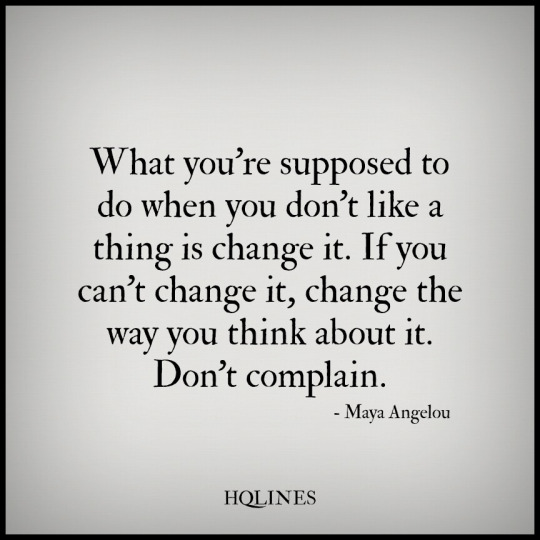 What you're supposed to
do when you don't like a
thing is change it. If you
can't change it, change the
way you think about it.
Don't complain.
- Maya Angelou
HQLINES